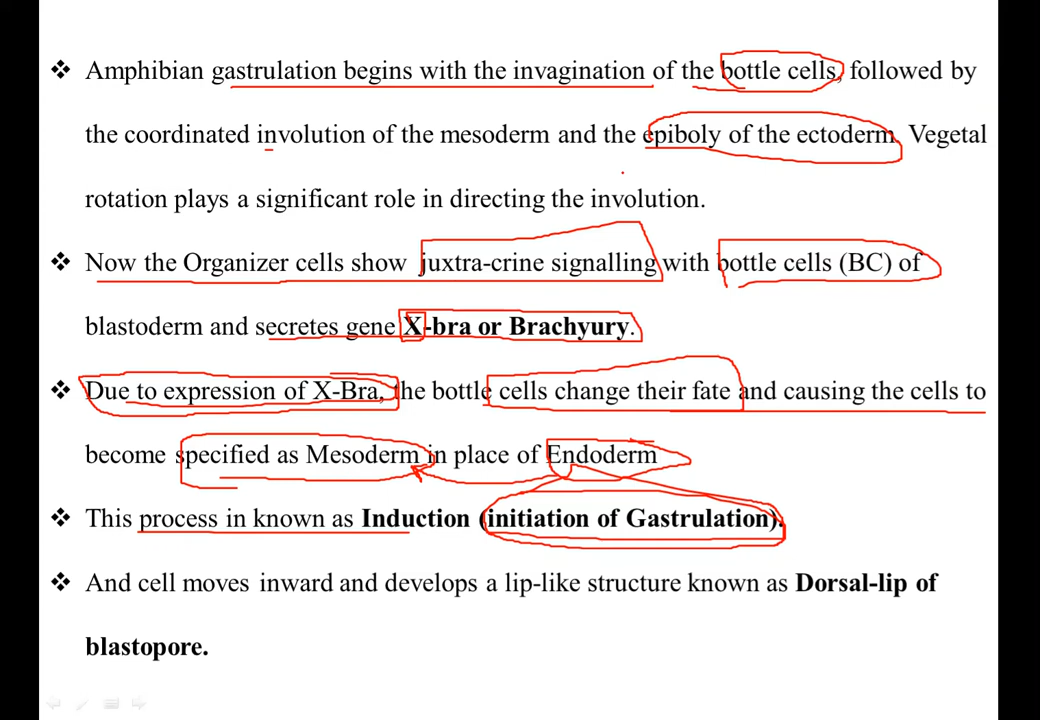 ❖ Amphibian gastrulation begins with the invagination of the bottle cells, followed by
the coordinated involution of the mesoderm and the epiboly of the ectoderm. Vegetal
rotation plays a significant role in directing the involution.
❖ Now the Organizer cells show juxtra-crine signalling with bottle cells (BC) of
blastoderm and secretes gene X-bra or Brachyury.
❖ Due to expression of X-Bra, the bottle cells change their fate and causing the cells to
become specified as Mesoderm in place of Endoderm
❖ This process in known as Induction (initiation of Gastrulation).
❖ And cell moves inward and develops a lip-like structure known as Dorsal-lip of
blastopore.